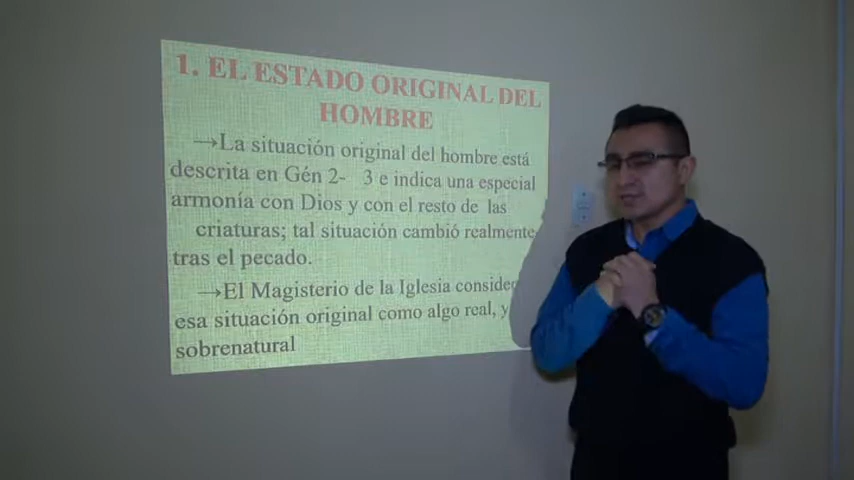 1. EL ESTADO ORIGINAL DEL
HOMBRE
→La situación original del hombre está
descrita en Gén 2- 3 e indica una especial
armonía con Dios y con el resto de las
criaturas; tal situación cambió realmente
tras el pecado.
→El Magisterio de la Iglesia consider
esa situación original como algo real, y
sobrenatural